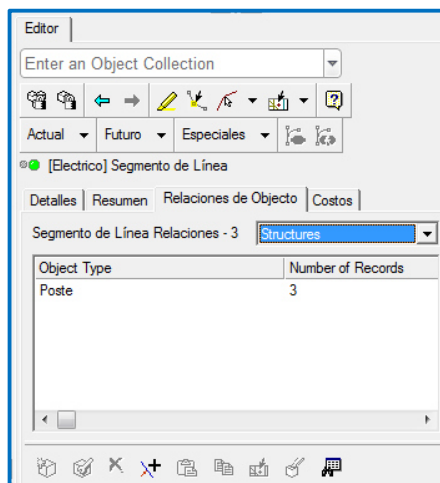 Editor
Enter an Object Collection
Actual Futuro Especiales
[Electrico] Segmento de Línea
Detalles Resumen Relaciones de Objeto Costos
Segmento de Línea Relaciones - 3 Structures
Object Type Number of Records
Poste 3